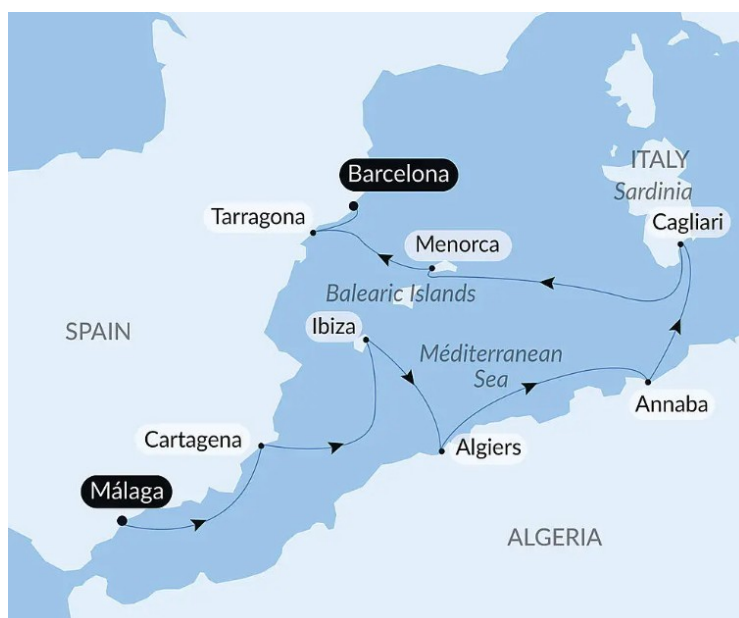 ITALY
Sardinia
Barcelona
Tarragona
Cagliari
Menorca
Balearic Islands
SPAIN
Ibiza
Méditerranean
Sea
Annaba
Cartagena
Algiers
Málaga
ALGERIA